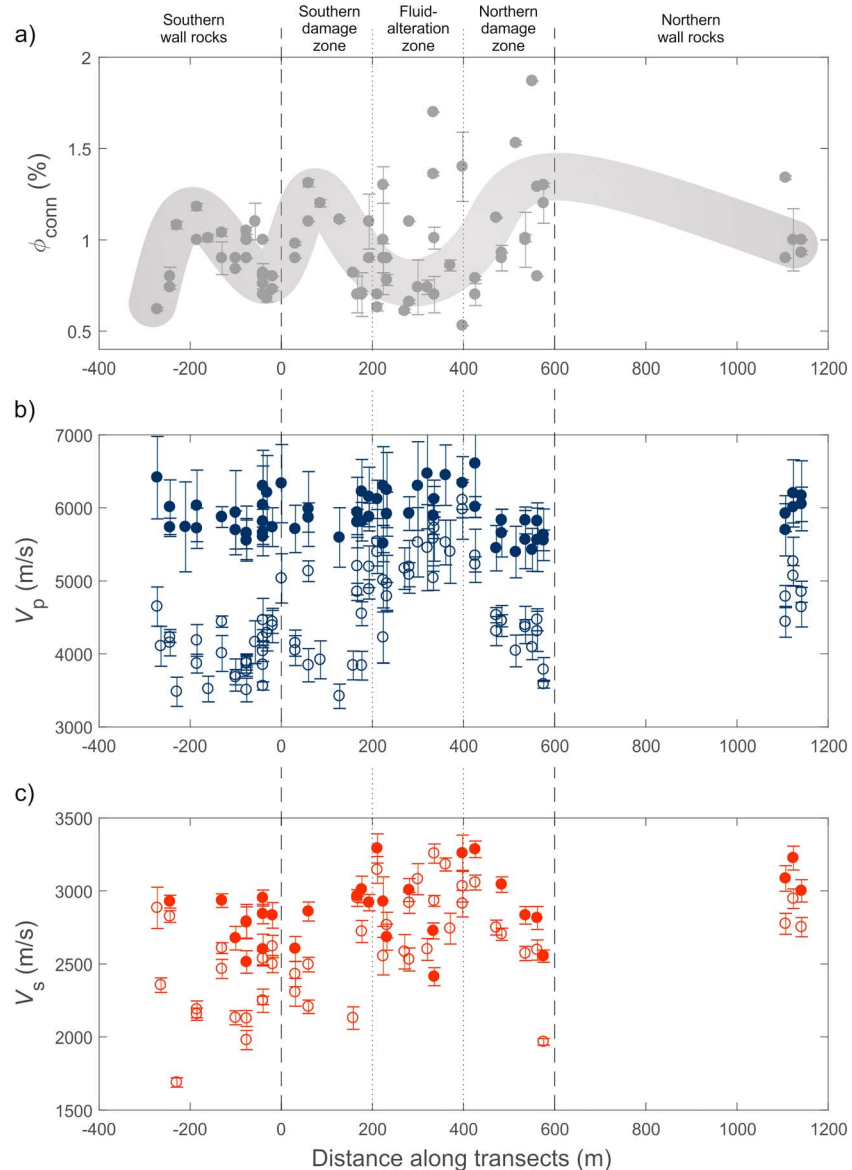 Southern
wall rocks
Southern
damage
zone
Fluid-
alteration
zone
Northern
damage
zone
Northern
wall rocks
a)
2
1.5
1
0.5
ϕconn (%)
-400 -200 0 200 400 600 800 1000 1200
b)
7000
6000
5000
4000
3000
Vp (m/s)
-400 -200 0 200 400 600 800 1000 1200
c)
3500
3000
2500
2000
1500
Vs (m/s)
-400 -200 0 200 400 600 800 1000 1200
Distance along transects (m)